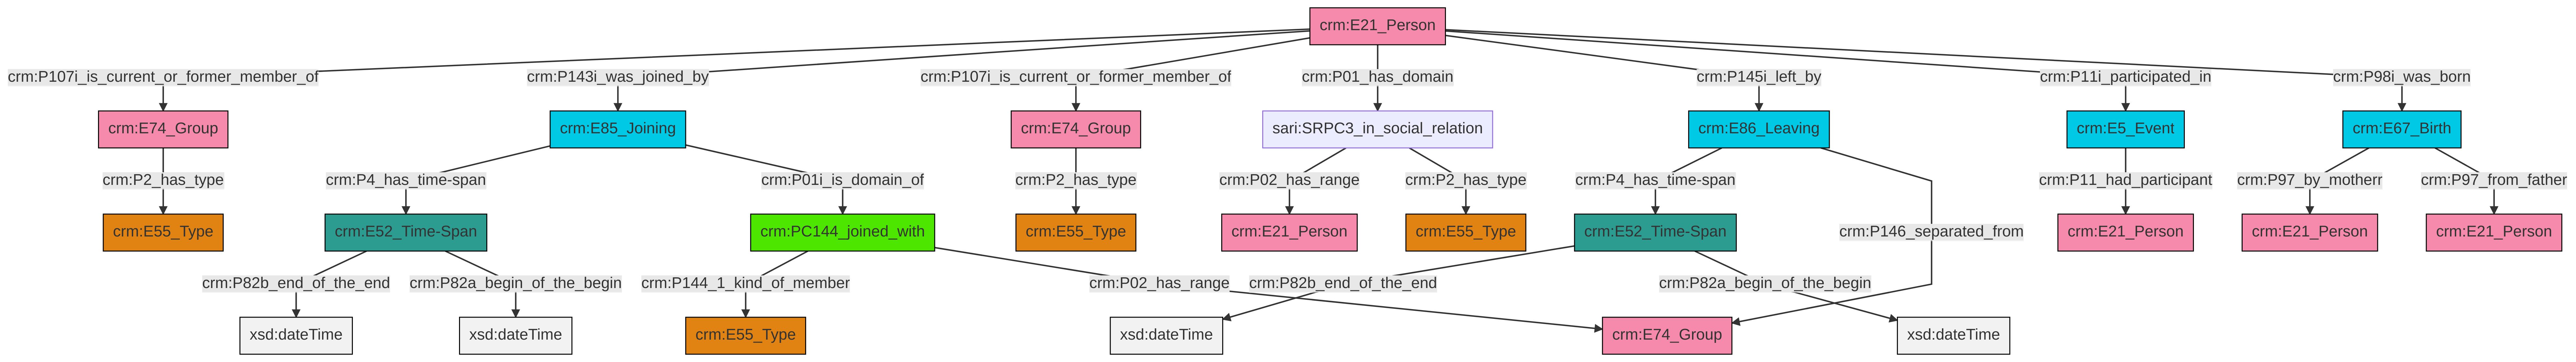 crm:E21_Person
crm:P107i_is_current_or_former_member_of
crm:P143i_was_joined_by
crm:P107i_is_current_or_former_member_of
crm:P01_has_domain
crm:P145i_left_by
crm:P11i_participated_in
crm:P98i_was_born
crm:E74_Group
crm:E85_Joining
crm:E74_Group
sari:SRPC3_in_social_relation
crm:E86_Leaving
crm:E5_Event
crm:E67_Birth
crm:P2_has_type
crm:P4_has_time-span
crm:P01i_is_domain_of
crm:P2_has_type
crm:P02_has_range
crm:P2_has_type
crm:P4_has_time-span
crm:P11_had_participant
crm:P97_by_motherr
crm:P97_from_father
crm:E55_Type
crm:E52_Time-Span
crm:PC144_joined_with
crm:E55_Type
crm:E21_Person
crm:E55_Type
crm:E52_Time-Span
crm:P146_separated_from
crm:E21_Person
crm:E21_Person
crm:E21_Person
crm:P82b_end_of_the_end
crm:P82a_begin_of_the_begin
crm:P144_1_kind_of_member
crm:P02_has_range
crm:P82b_end_of_the_end
crm:P82a_begin_of_the_begin
xsd:dateTime
xsd:dateTime
crm:E55_Type
xsd:dateTime
crm:E74_Group
xsd:dateTime